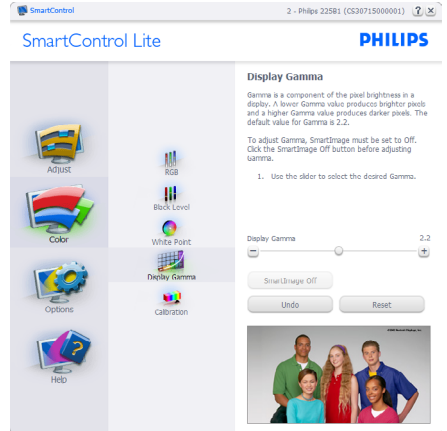 SmartControl
2 - Philips 225B1 (CS3071S000001)
SmartControl Lite
PHILIPS
Display Gamma
Gamma is a component of the pixel brightness in a
display. A lower Gamma value produces brighter pixels
and a higher Gamma value produces darker pixels. The
default value for Gamma is 2.2.
To adjust Gamma, SmartImage must be set to Off.
Click the SmartImage Off button before adjusting
Gamma.
1. Use the slider to select the desired Gamma.
Adjust
Color
Options
Help
RGB
Black Level
White Point
Display Gamma
Calibration
Display Gamma
2.2
SmartImage Off
Undo
Reset